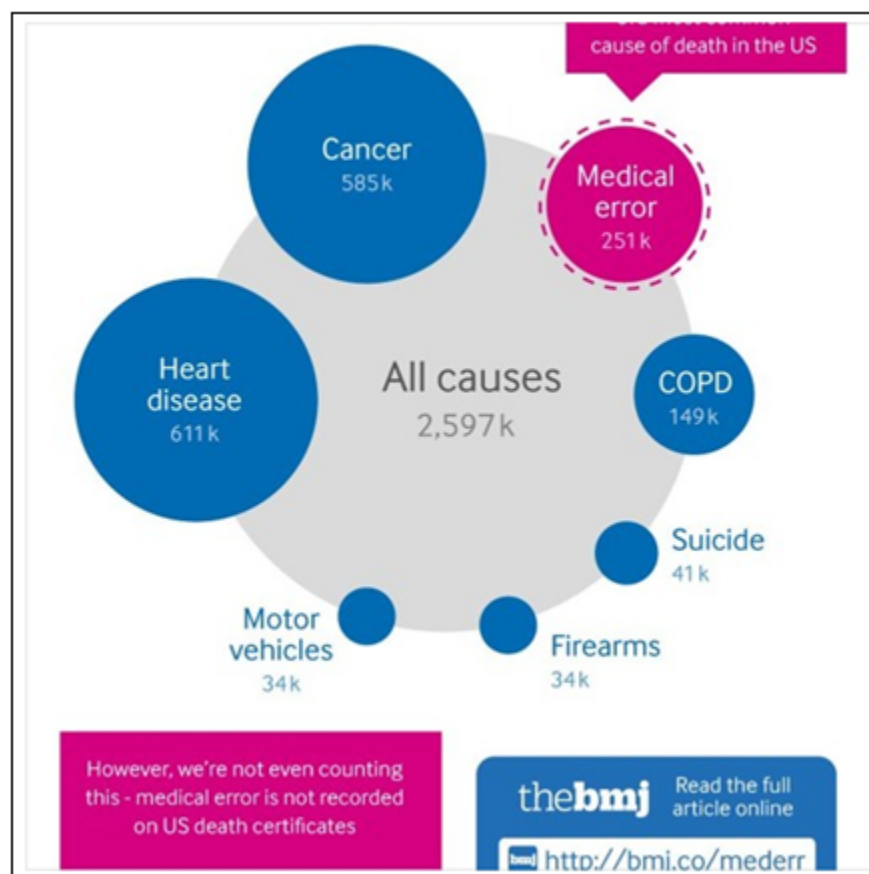 cause of death in the US
Cancer
585k
Medical
error
251k
Heart
disease
611k
All causes
2,597k
COPD
149k
Suicide
41k
Motor
vehicles
34k
Firearms
34k
However, we're not even counting
this - medical error is not recorded
on US death certificates
thebmj
Read the full
article online
bmj http://bmj.co/mederr